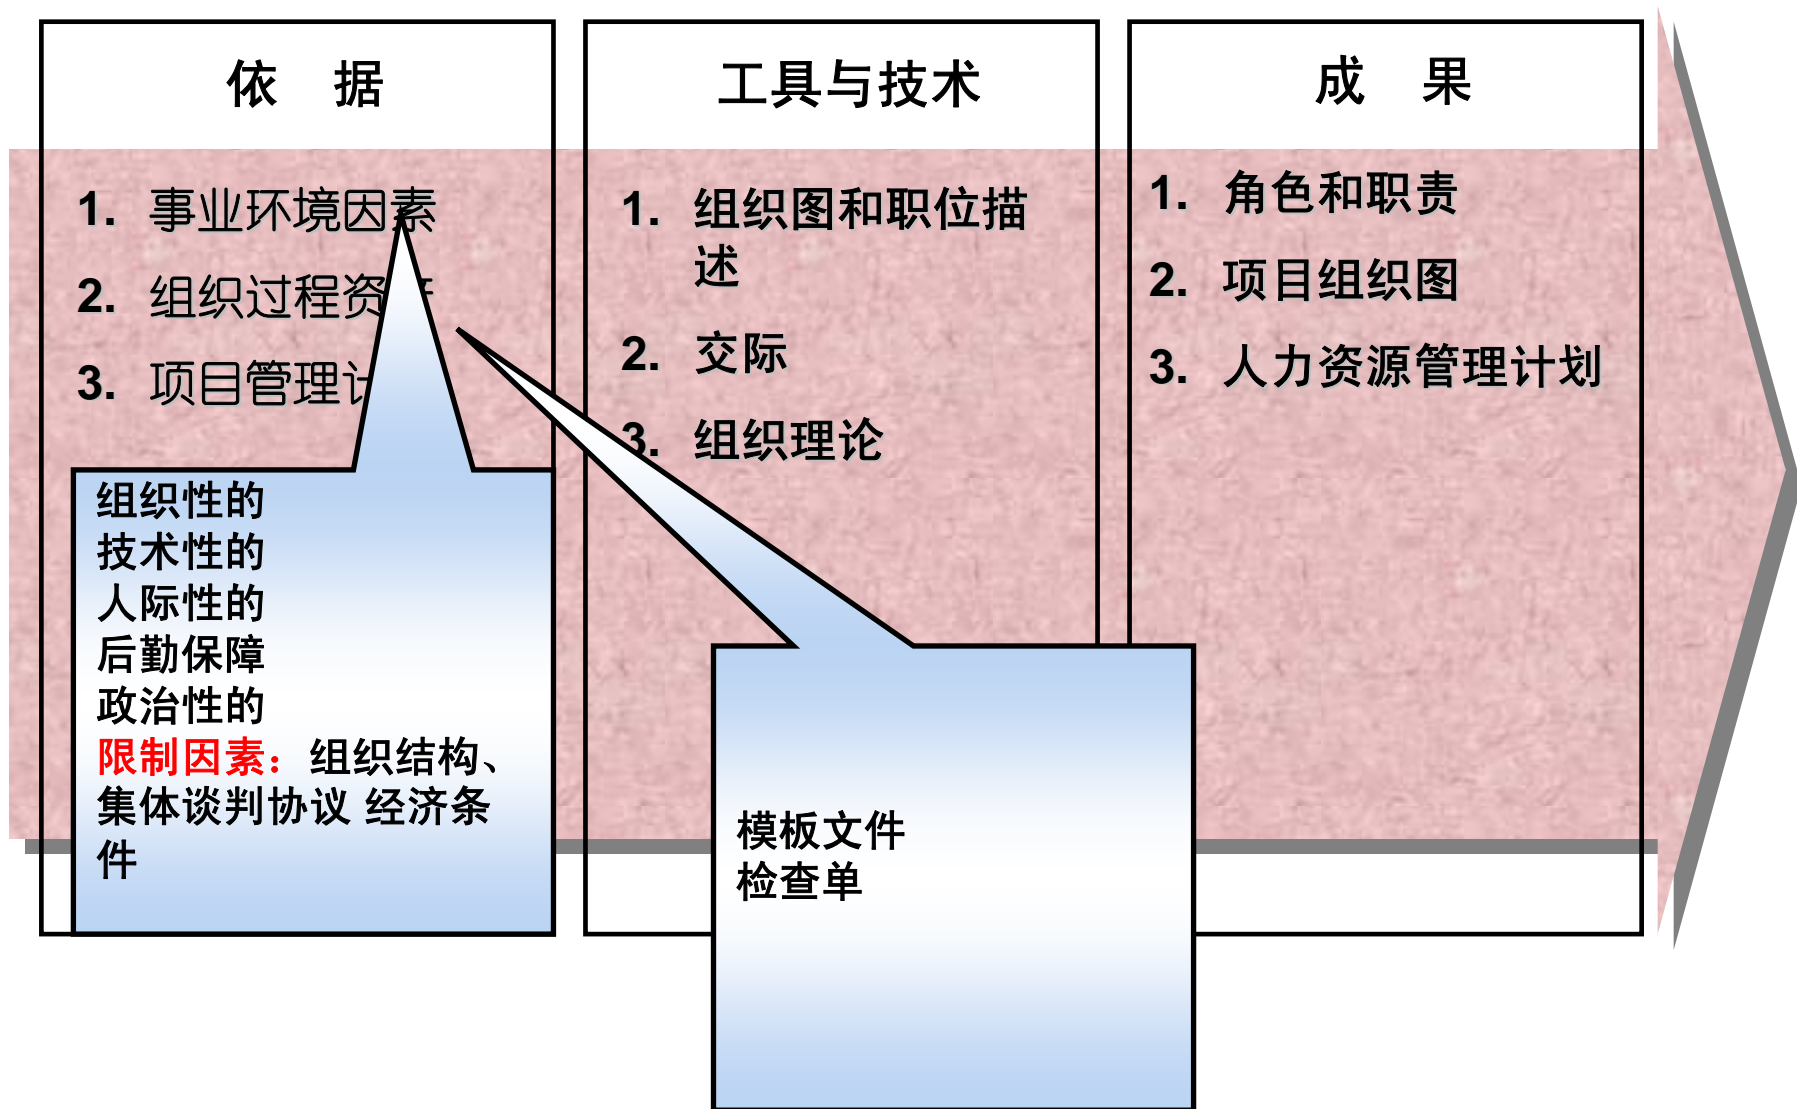 依 据
1. 事业环境因素
2. 组织过程资
3. 项目管理计
组织性的
技术性的
人际性的
后勤保障
政治性的
限制因素：组织结构、
集体谈判协议 经济条
件
工具与技术
1. 组织图和职位描
述
2. 交际
3. 组织理论
模板文件
检查单
成 果
1. 角色和职责
2. 项目组织图
3. 人力资源管理计划